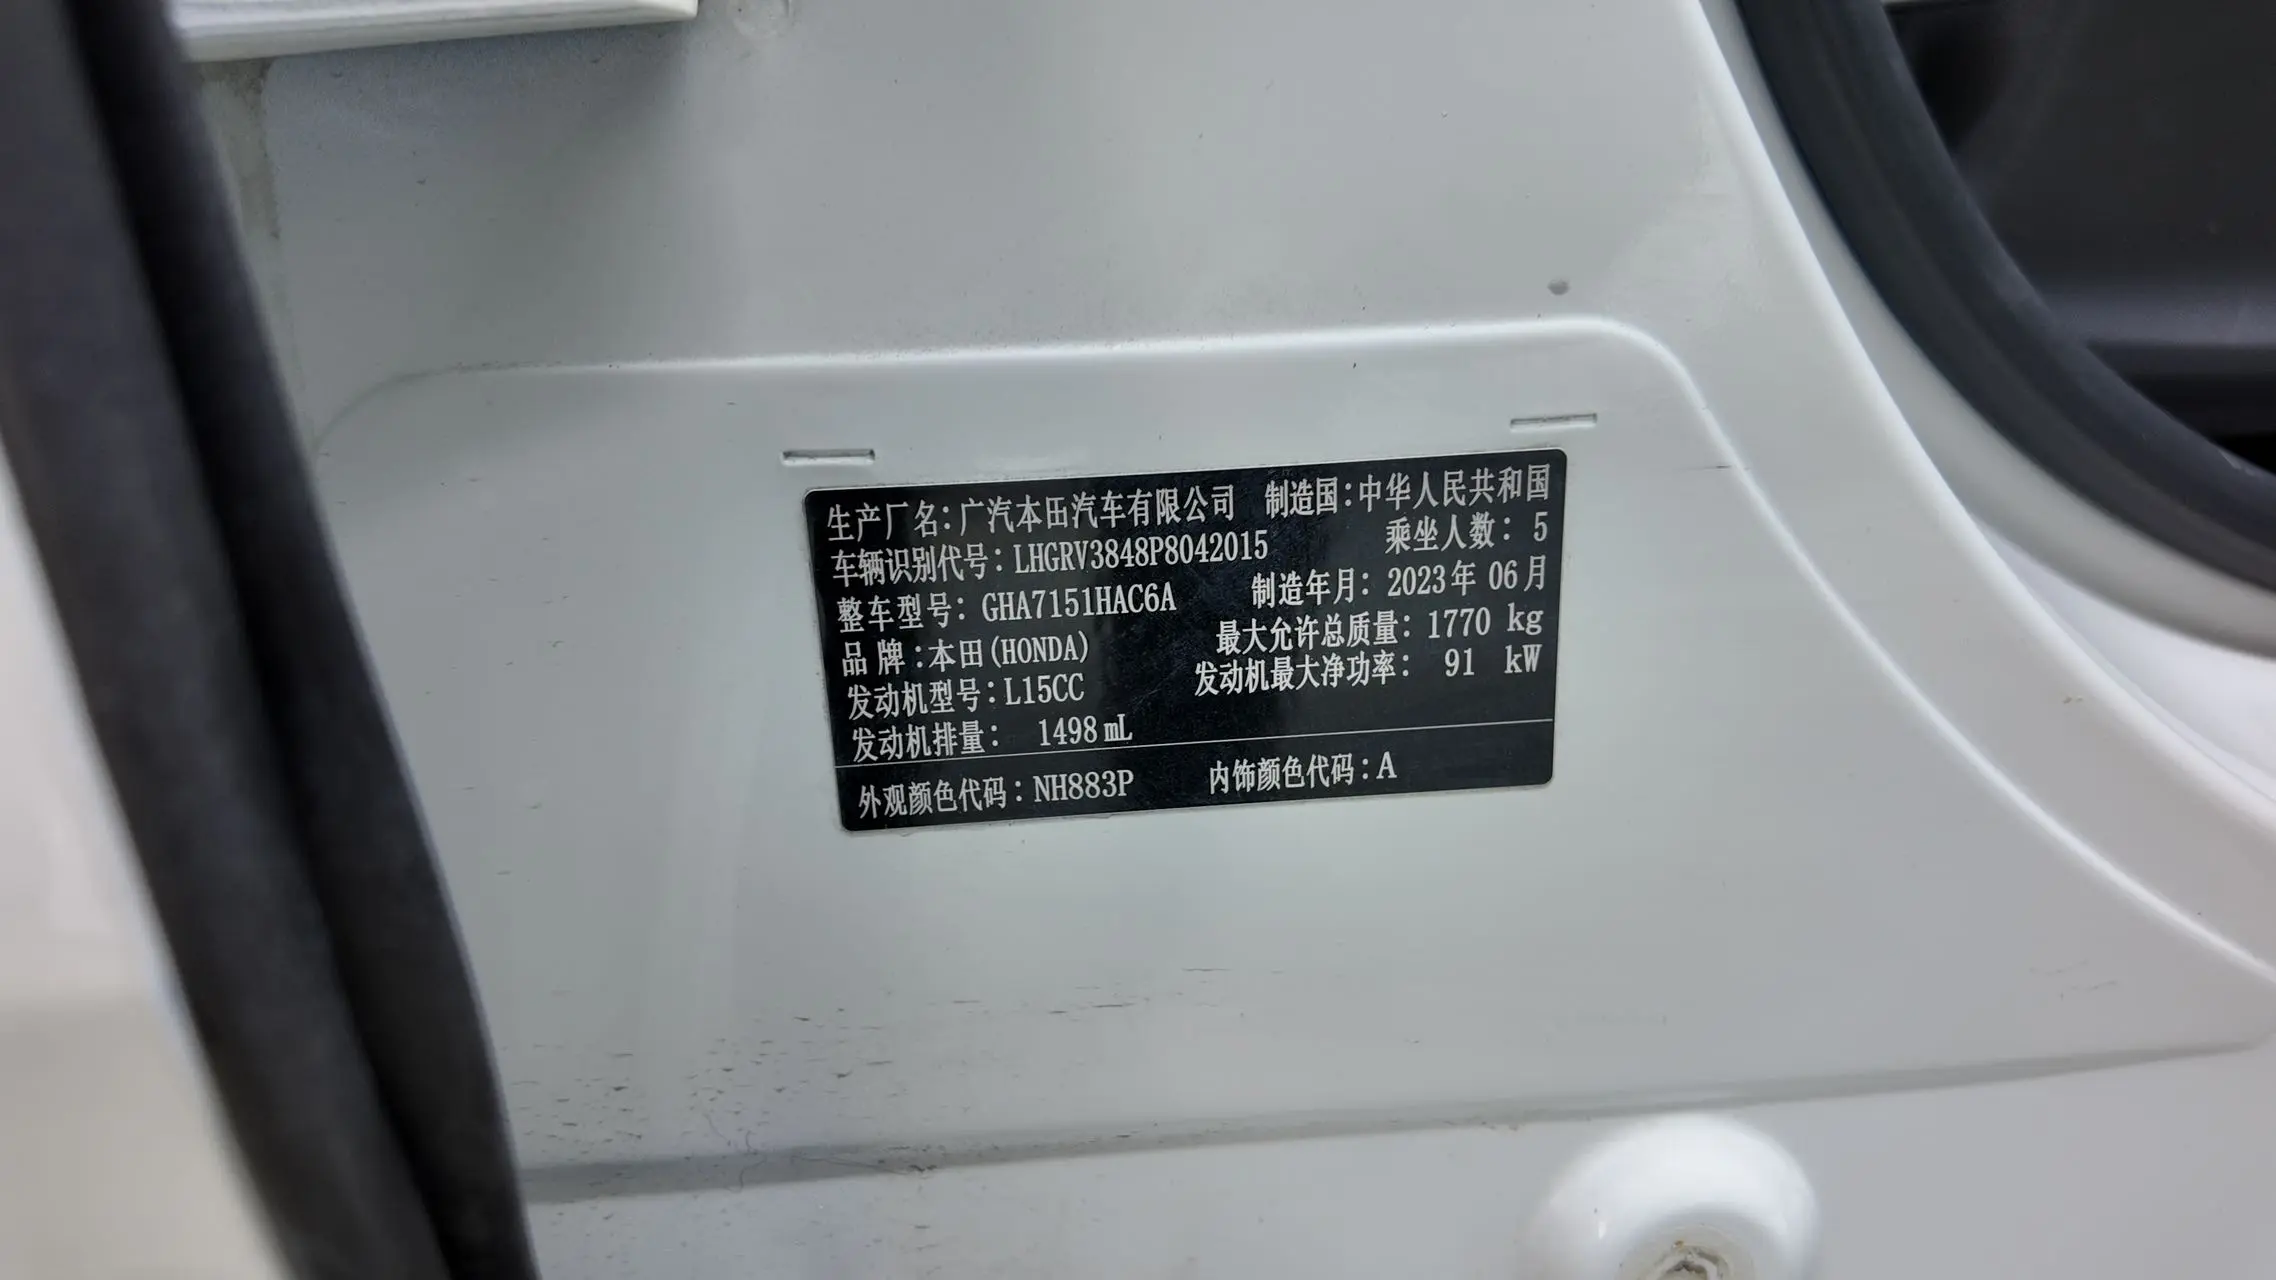 生产厂名:广汽本田汽车有限公司 制造国:中华人民共和国
车辆识别代号:LHGRV3848P8042015 乘坐人数: 5
整车型号: GHA7151HAC6A 制造年月: 2023年 06月
品 牌:本田(HONDA) 最大允许总质量: 1770 kg
发动机型号:L15CC 发动机最大净功率: 91 kW
发动机排量: 1498 mL
外观颜色代码:NH883P 内饰颜色代码:A